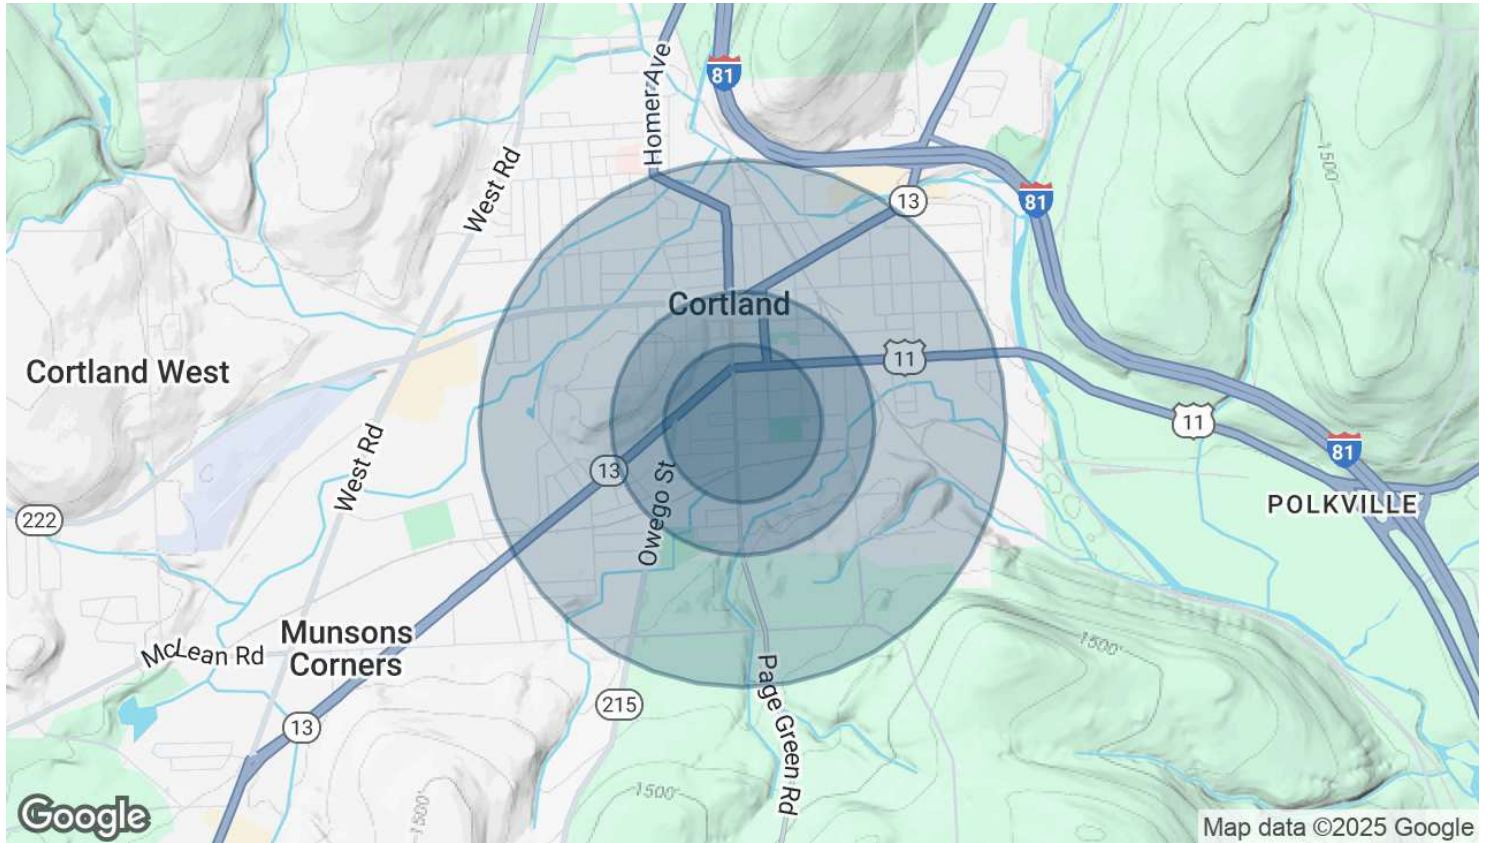 81
Homer Ave
West Rd
13
81
Cortland
11
Cortland West
11
West Rd
81
13
Owego St
222
POLKVILLE
Munsons
Corners
McLean Rd
Page Green Rd
215
13
1500'
1500'
1500'
1500'
Google
Map data ©2025 Google